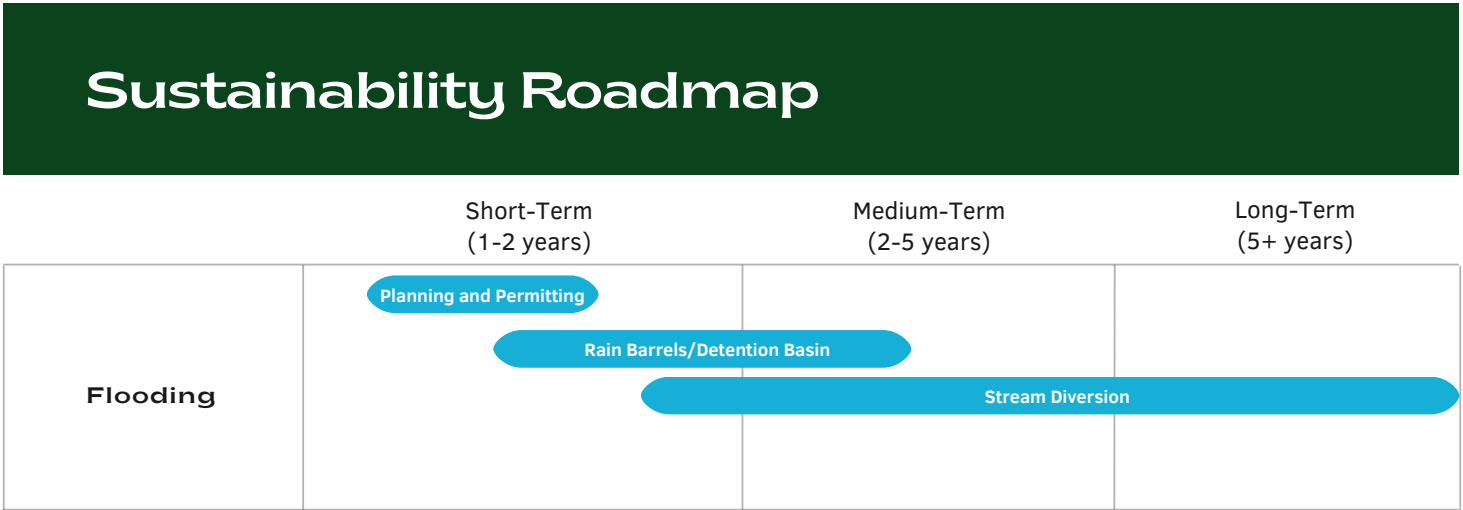 Sustainability Roadmap
Short-Term
(1-2 years)
Medium-Term
(2-5 years)
Long-Term
(5+ years)
Planning and Permitting
Rain Barrels/Detention Basin
Flooding
Stream Diversion